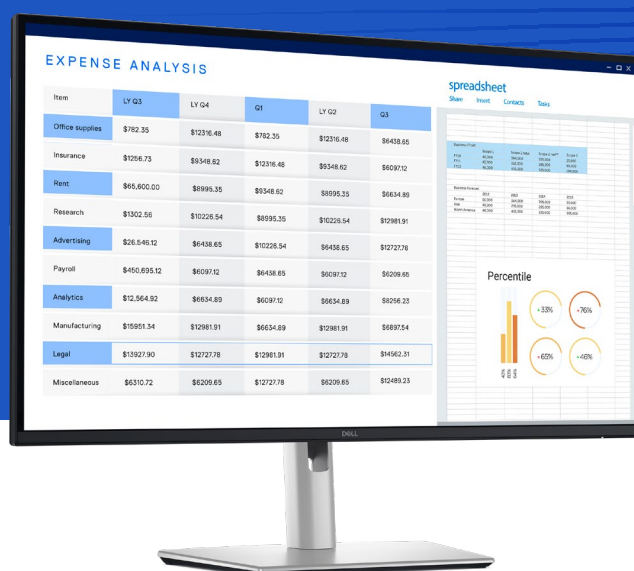 EXPENSE ANALYSIS
Item LY Q3 LY Q4 Q1 LY Q2 Q3
Office supplies $782.35 $12316.48 $782.35 $12316.48 $6438.65
Insurance $1256.73 $9348.62 $12316.48 $9348.62 $6097.12
Rent $65,600.00 $8995.35 $9348.62 $8995.35 $6634.89
Research $1302.56 $10226.54 $8995.35 $10226.54 $12981.91
Advertising $26.546.12 $6438.65 $10226.54 $6438.65 $12727.78
Payroll $450,695.12 $6097.12 $6438.65 $6097.12 $6209.65
Analytics $12,564.92 $6634.89 $6097.12 $6634.89 $8256.23
Manufacturing $15951.34 $12981.91 $6634.89 $12981.91 $6897.54
Legal $13927.90 $12727.78 $12981.91 $12727.78 $14562.31
Miscellaneous $6310.72 $6209.65 $12727.78 $6209.65 $12489.23
spreadsheet
Share Insert Contacts Tasks
Percentile
33% 76%
65% 46%
DELL